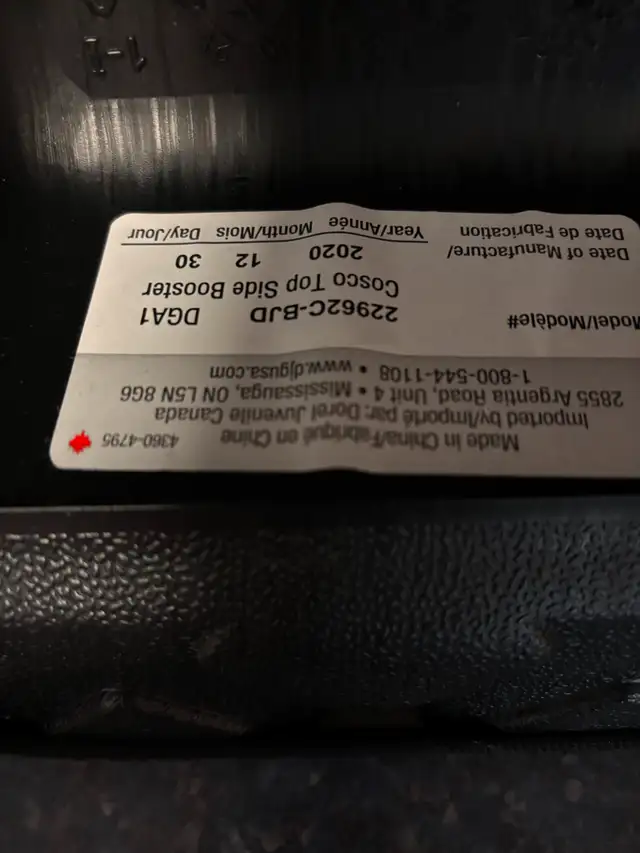 Made in China/Fabriqué en Chine 4360-4795
Imported by/Importé par: Dorel Juvenile Canada
2855 Argentia Road, Unit 4 • Mississauga, ON L5N 8G6
1-800-544-1108 • www.djgusa.com
Model/Modèle# 22962C-BJD DGA1
Cosco Top Side Booster
Date of Manufacture/ 2020 12 30
Date de Fabrication Year/Année Month/Mois Day/Jour